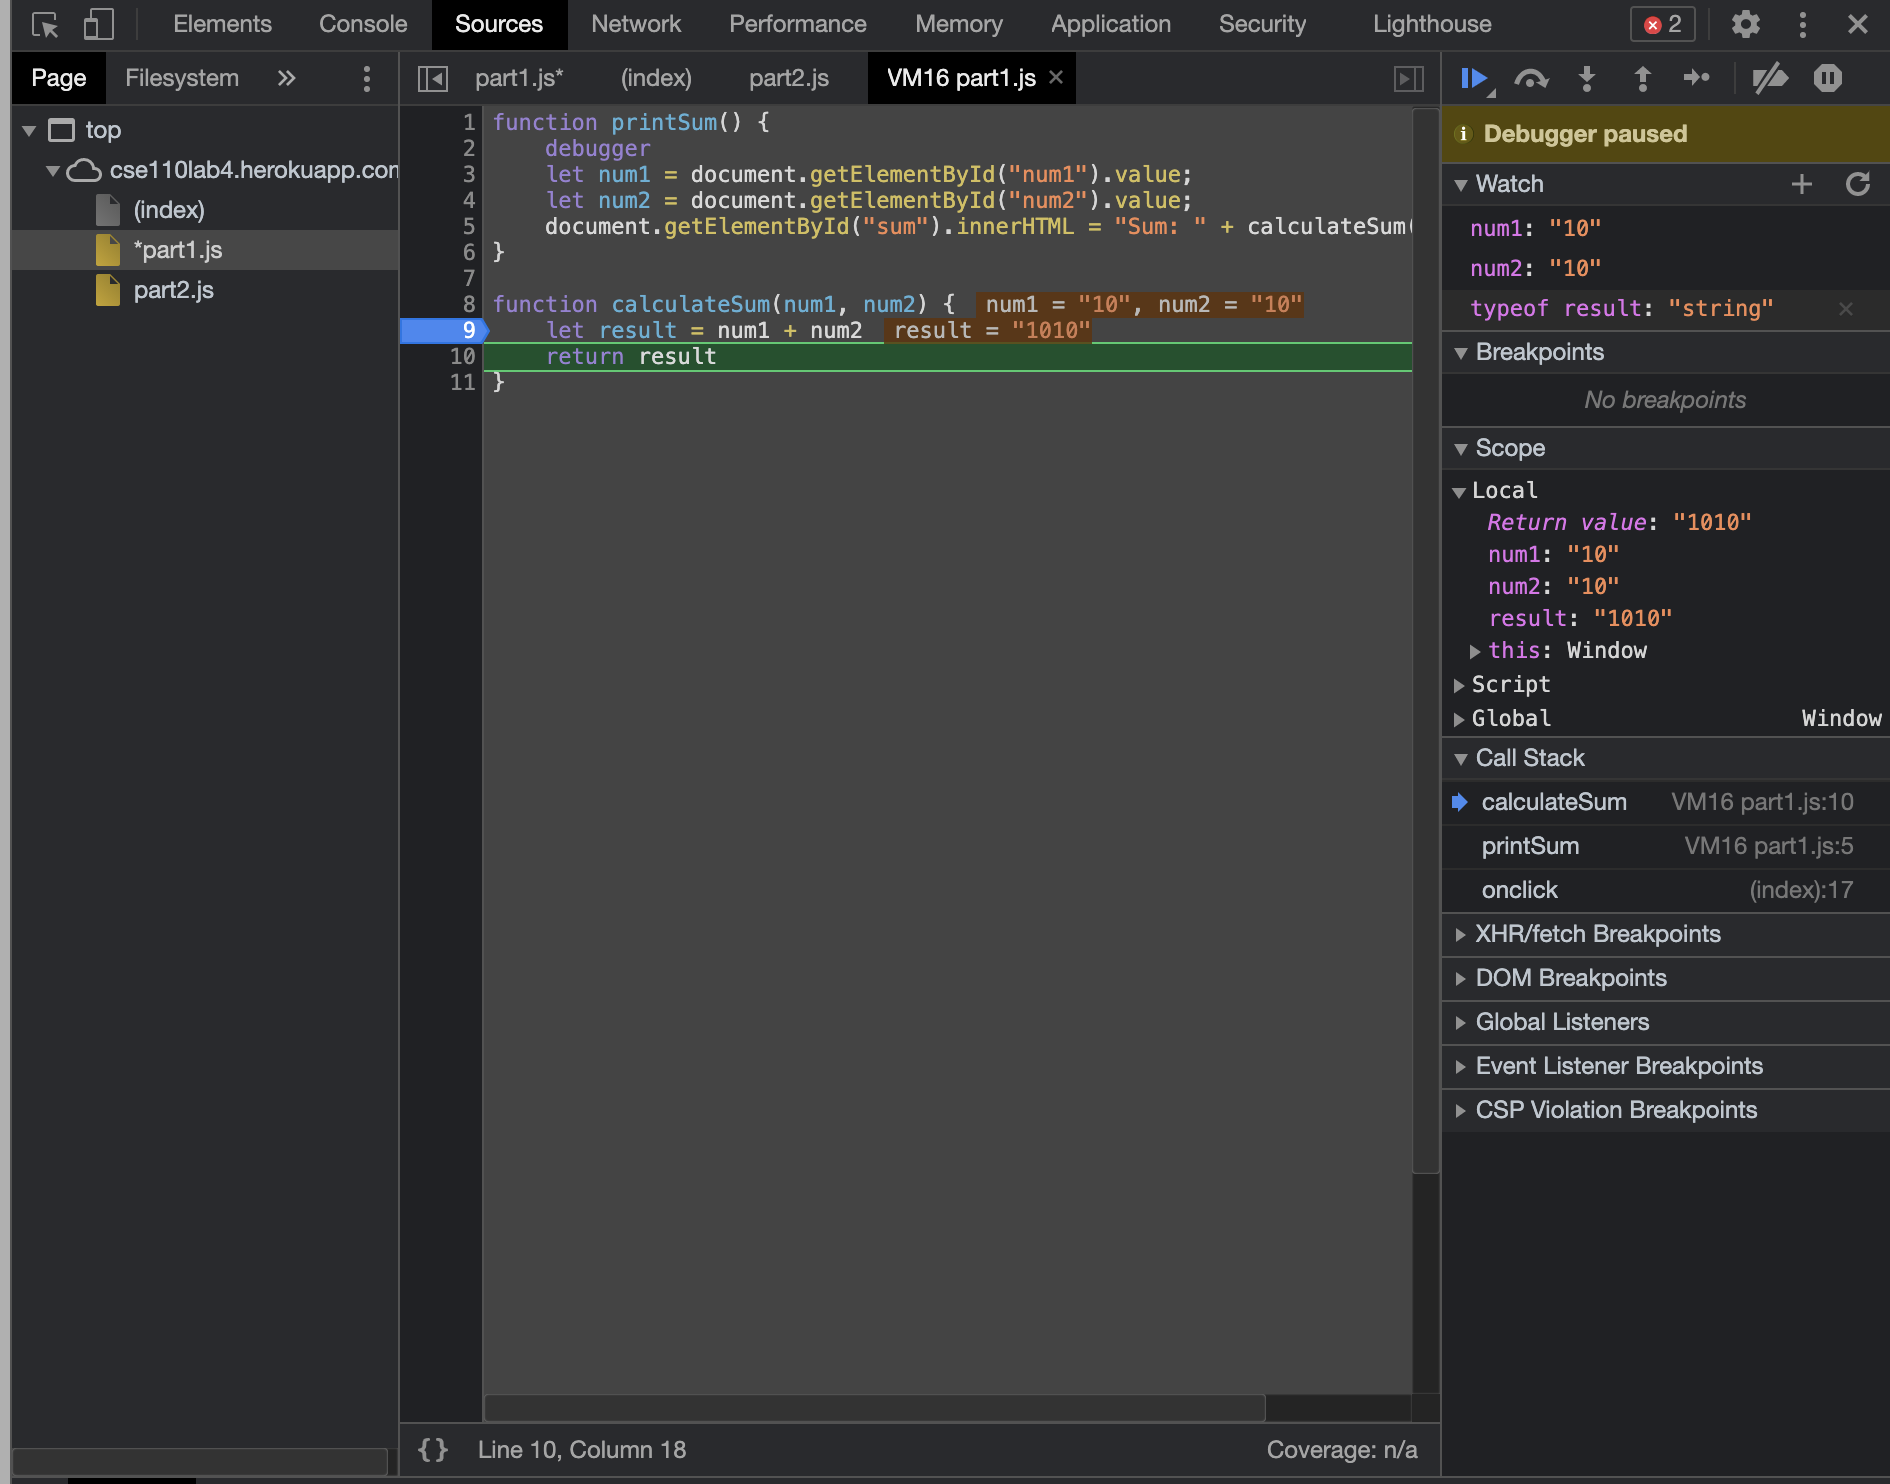 Elements Console Sources Network Performance Memory Application Security Lighthouse 2
Page Filesystem »
part1.js* (index) part2.js VM16 part1.js ×
top
cse110lab4.herokuapp.com
(index)
*part1.js
part2.js
1 function printSum() {
2 debugger
3 let num1 = document.getElementById("num1").value;
4 let num2 = document.getElementById("num2").value;
5 document.getElementById("sum").innerHTML = "Sum: " + calculateSum(
6 }
7
8 function calculateSum(num1, num2) { num1 = "10", num2 = "10"
9 let result = num1 + num2 result = "1010"
10 return result
11 }
{} Line 10, Column 18 Coverage: n/a
Debugger paused
Watch
num1: "10"
num2: "10"
typeof result: "string"
Breakpoints
No breakpoints
Scope
Local
Return value: "1010"
num1: "10"
num2: "10"
result: "1010"
this: Window
Script
Global Window
Call Stack
calculateSum VM16 part1.js:10
printSum VM16 part1.js:5
onclick (index):17
XHR/fetch Breakpoints
DOM Breakpoints
Global Listeners
Event Listener Breakpoints
CSP Violation Breakpoints